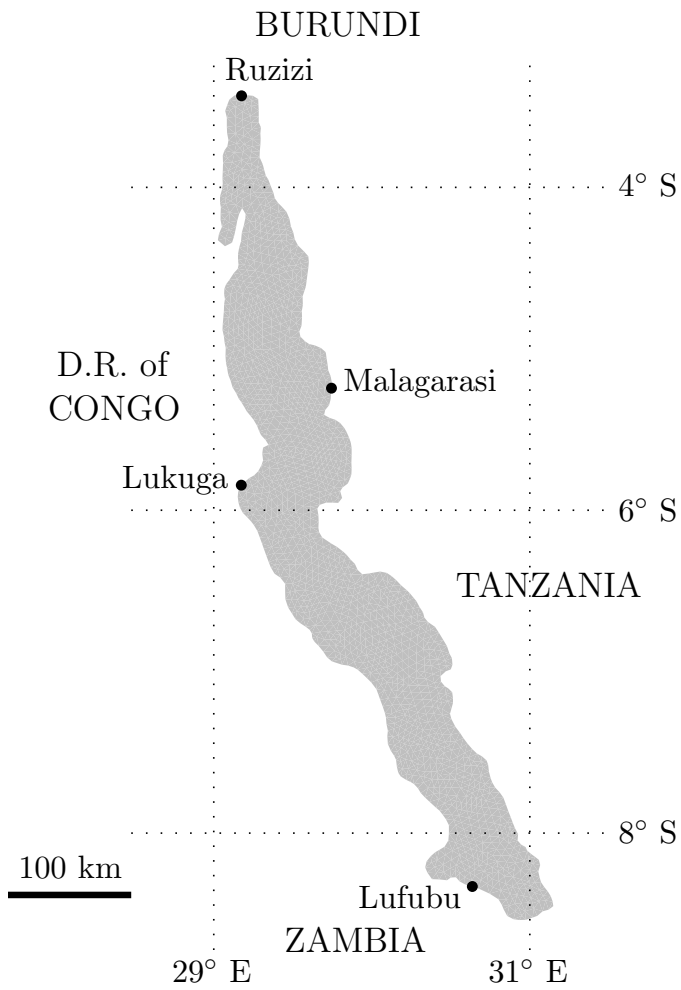 BURUNDI
Ruzizi
4° S
D.R. of
CONGO
Malagarasi
Lukuga
6° S
TANZANIA
8° S
100 km
Lufubu
ZAMBIA
29° E
31° E